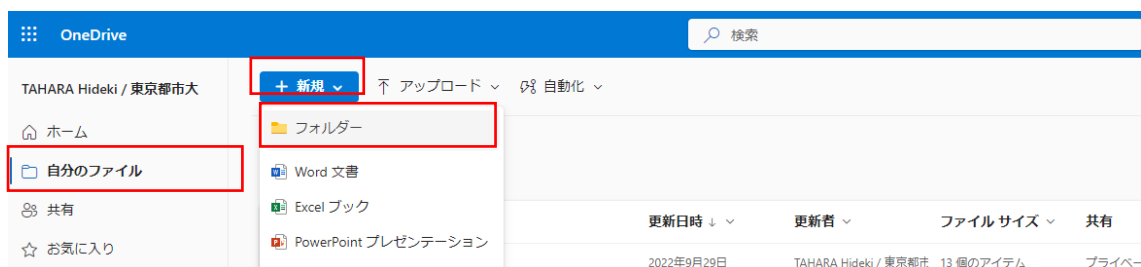 OneDrive
検索
TAHARA Hideki / 東京都市大
+ 新規
アップロード
自動化
ホーム
フォルダー
自分のファイル
Word 文書
共有
Excel ブック
更新日時 ↓
更新者
ファイル サイズ
共有
お気に入り
PowerPoint プレゼンテーション
2022年9月29日
TAHARA Hideki / 東京都市
13 個のアイテム
プライベー